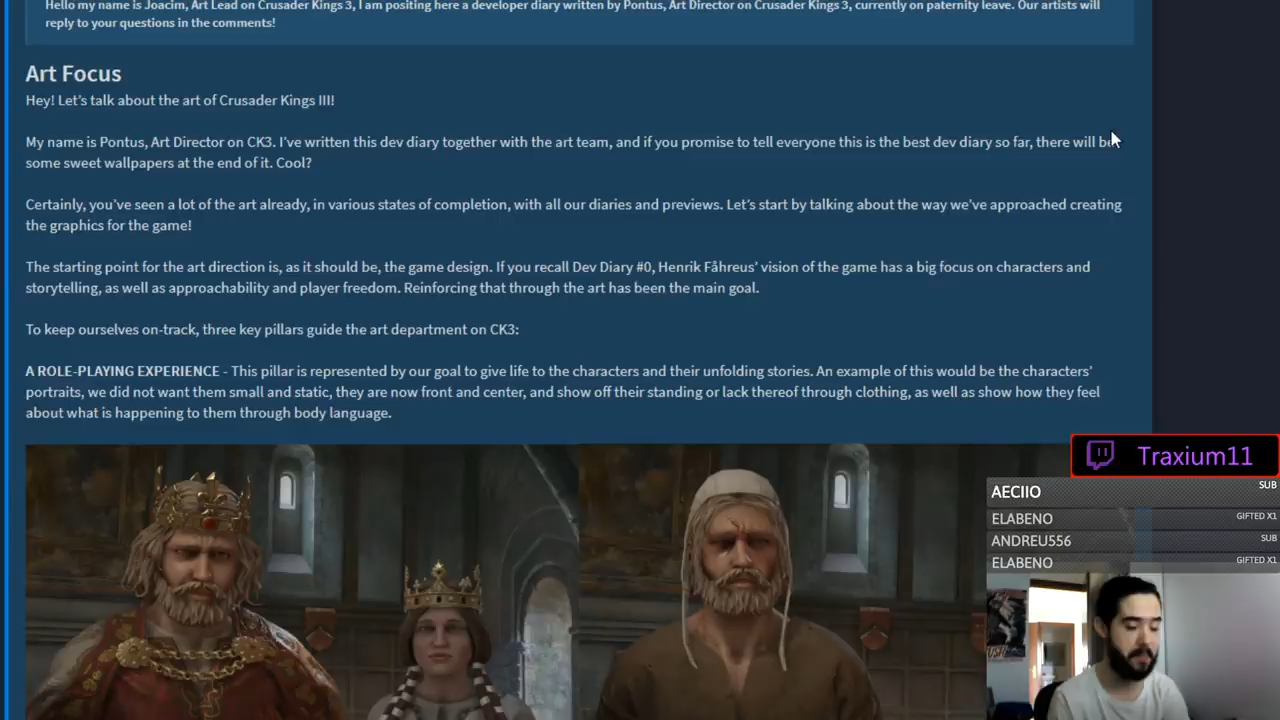 Hello my name is Joacim, Art Lead on Crusader Kings 3, I am positing here a developer diary written by Pontus, Art Director on Crusader Kings 3, currently on paternity leave. Our artists will
reply to your questions in the comments!
Art Focus
Hey! Let's talk about the art of Crusader Kings III!
My name is Pontus, Art Director on CK3. I've written this dev diary together with the art team, and if you promise to tell everyone this is the best dev diary so far, there will be
some sweet wallpapers at the end of it. Cool?
Certainly, you've seen a lot of the art already, in various states of completion, with all our diaries and previews. Let's start by talking about the way we've approached creating
the graphics for the game!
The starting point for the art direction is, as it should be, the game design. If you recall Dev Diary #0, Henrik Fåhreus' vision of the game has a big focus on characters and
storytelling, as well as approachability and player freedom. Reinforcing that through the art has been the main goal.
To keep ourselves on-track, three key pillars guide the art department on CK3:
A ROLE-PLAYING EXPERIENCE - This pillar is represented by our goal to give life to the characters and their unfolding stories. An example of this would be the characters'
portraits, we did not want them small and static, they are now front and center, and show off their standing or lack thereof through clothing, as well as show how they feel
about what is happening to them through body language.
Traxium11
AECIIO SUB
ELABENO GIFTED X1
ANDREU556 SUB
ELABENO GIFTED X1